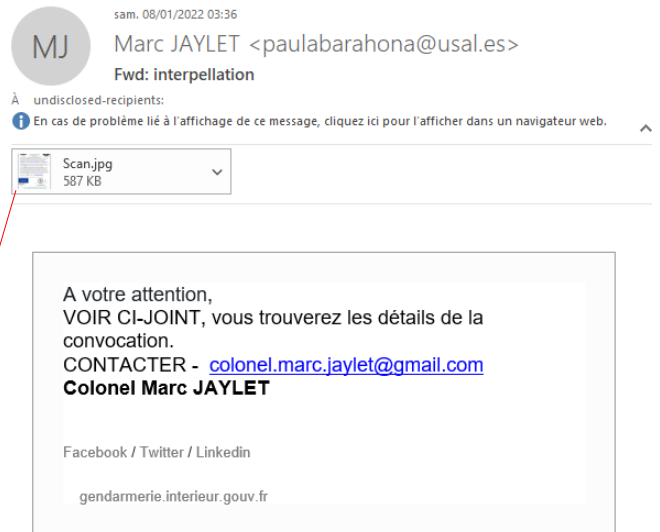 MJ
sam. 08/01/2022 03:36
Marc JAYLET <paulabarahona@usal.es>
Fwd: interpellation
À undisclosed-recipients:
En cas de problème lié à l'affichage de ce message, cliquez ici pour l'afficher dans un navigateur web.
Scan.jpg
587 KB
A votre attention,
VOIR CI-JOINT, vous trouverez les détails de la
convocation.
CONTACTER - colonel.marc.jaylet@gmail.com
Colonel Marc JAYLET
Facebook / Twitter / Linkedin
gendarmerie.interieur.gouv.fr